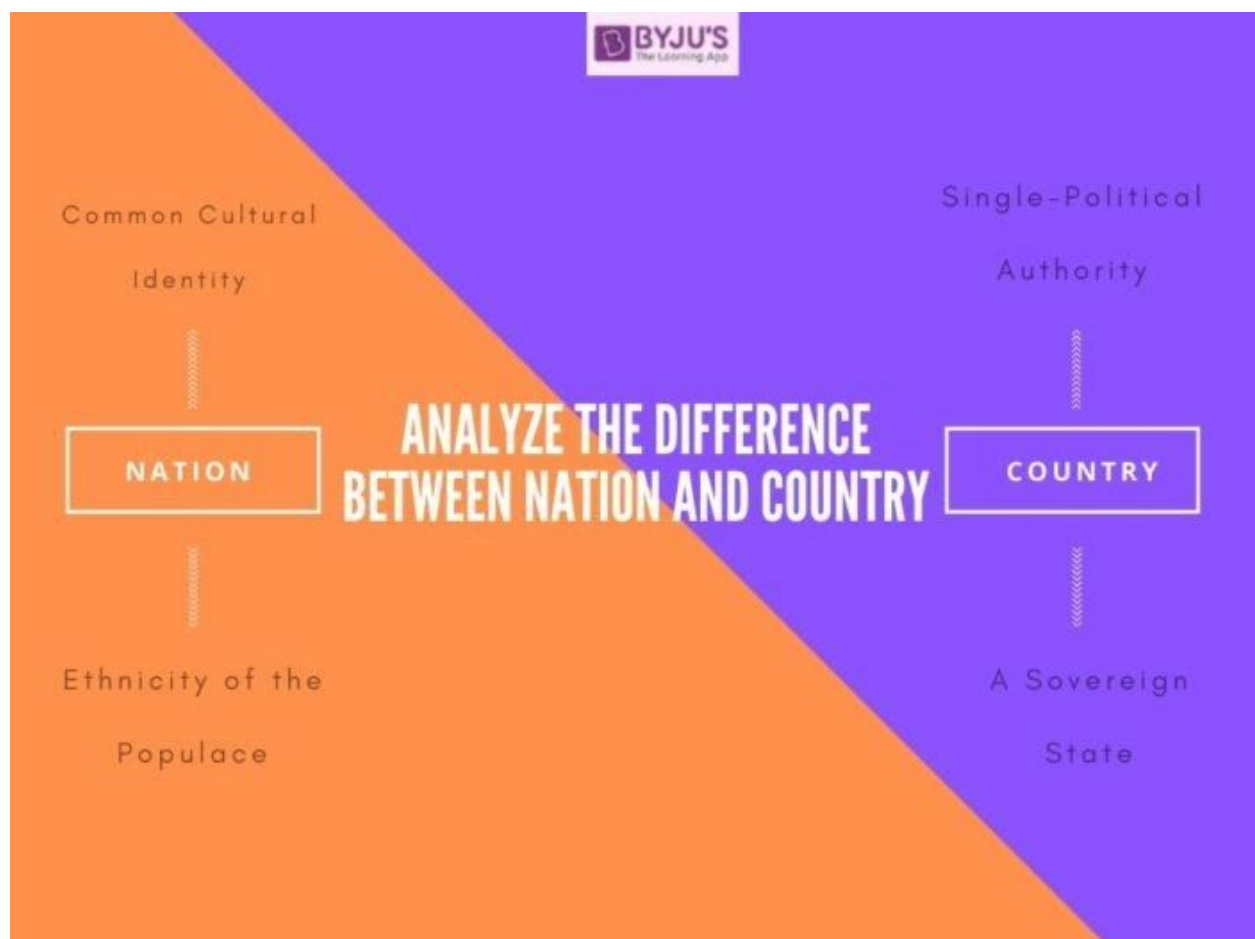 BYJU'S
The Learning App
Common Cultural
Identity
NATION
Ethnicity of the
Populace
ANALYZE THE DIFFERENCE
BETWEEN NATION AND COUNTRY
Single-Political
Authority
COUNTRY
A Sovereign
State